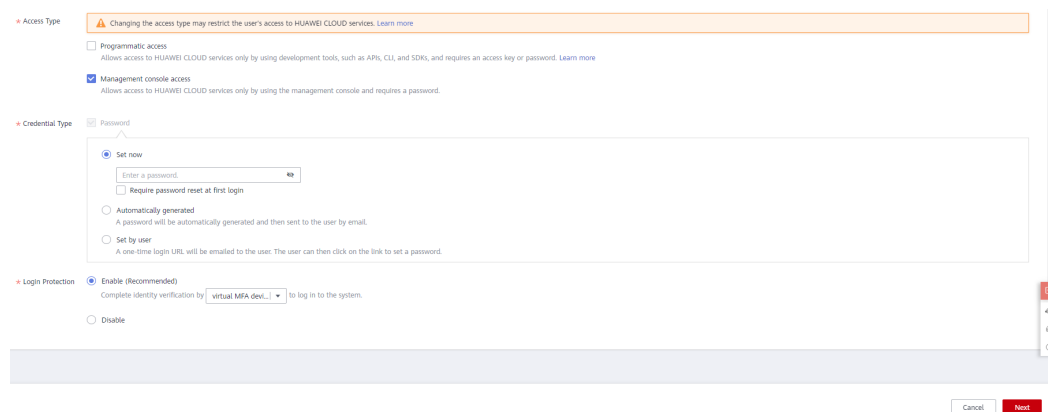 * Access Type
Changing the access type may restrict the user's access to HUAWEI CLOUD services. Learn more
Programmatic access
Allows access to HUAWEI CLOUD services only by using development tools, such as APIs, CLI, and SDKs, and requires an access key or password. Learn more
Management console access
Allows access to HUAWEI CLOUD services only by using the management console and requires a password.
* Credential Type
Password
Set now
Enter a password.
Require password reset at first login
Automatically generated
A password will be automatically generated and then sent to the user by email.
Set by user
A one-time login URL will be emailed to the user. The user can then click on the link to set a password.
* Login Protection
Enable (Recommended)
Complete identity verification by virtual MFA devi... to log in to the system.
Disable
Cancel
Next